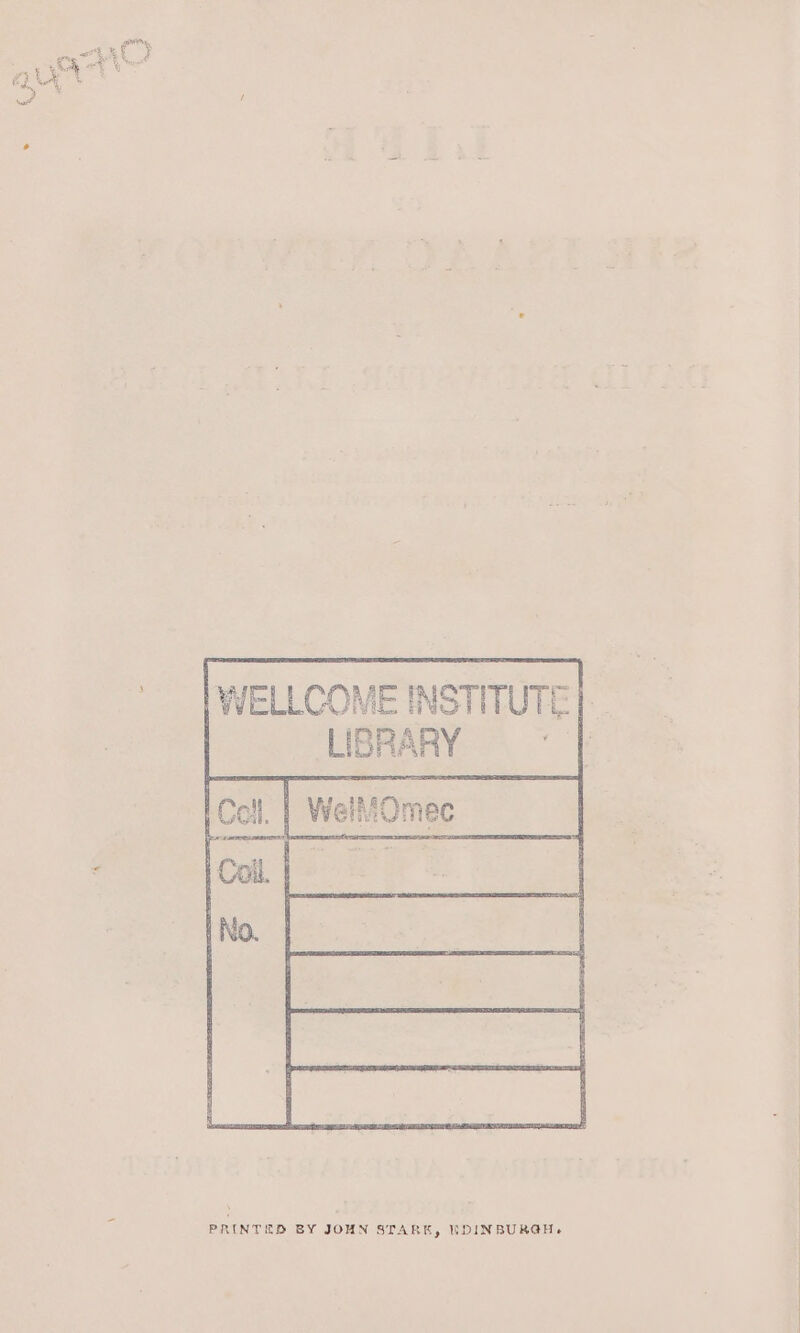 WELLCOME INSTITUTE
LIBRARY
Coll. WelMOmec
Coll.
No.
PRINTED BY JOHN STARK, EDINBURGH.